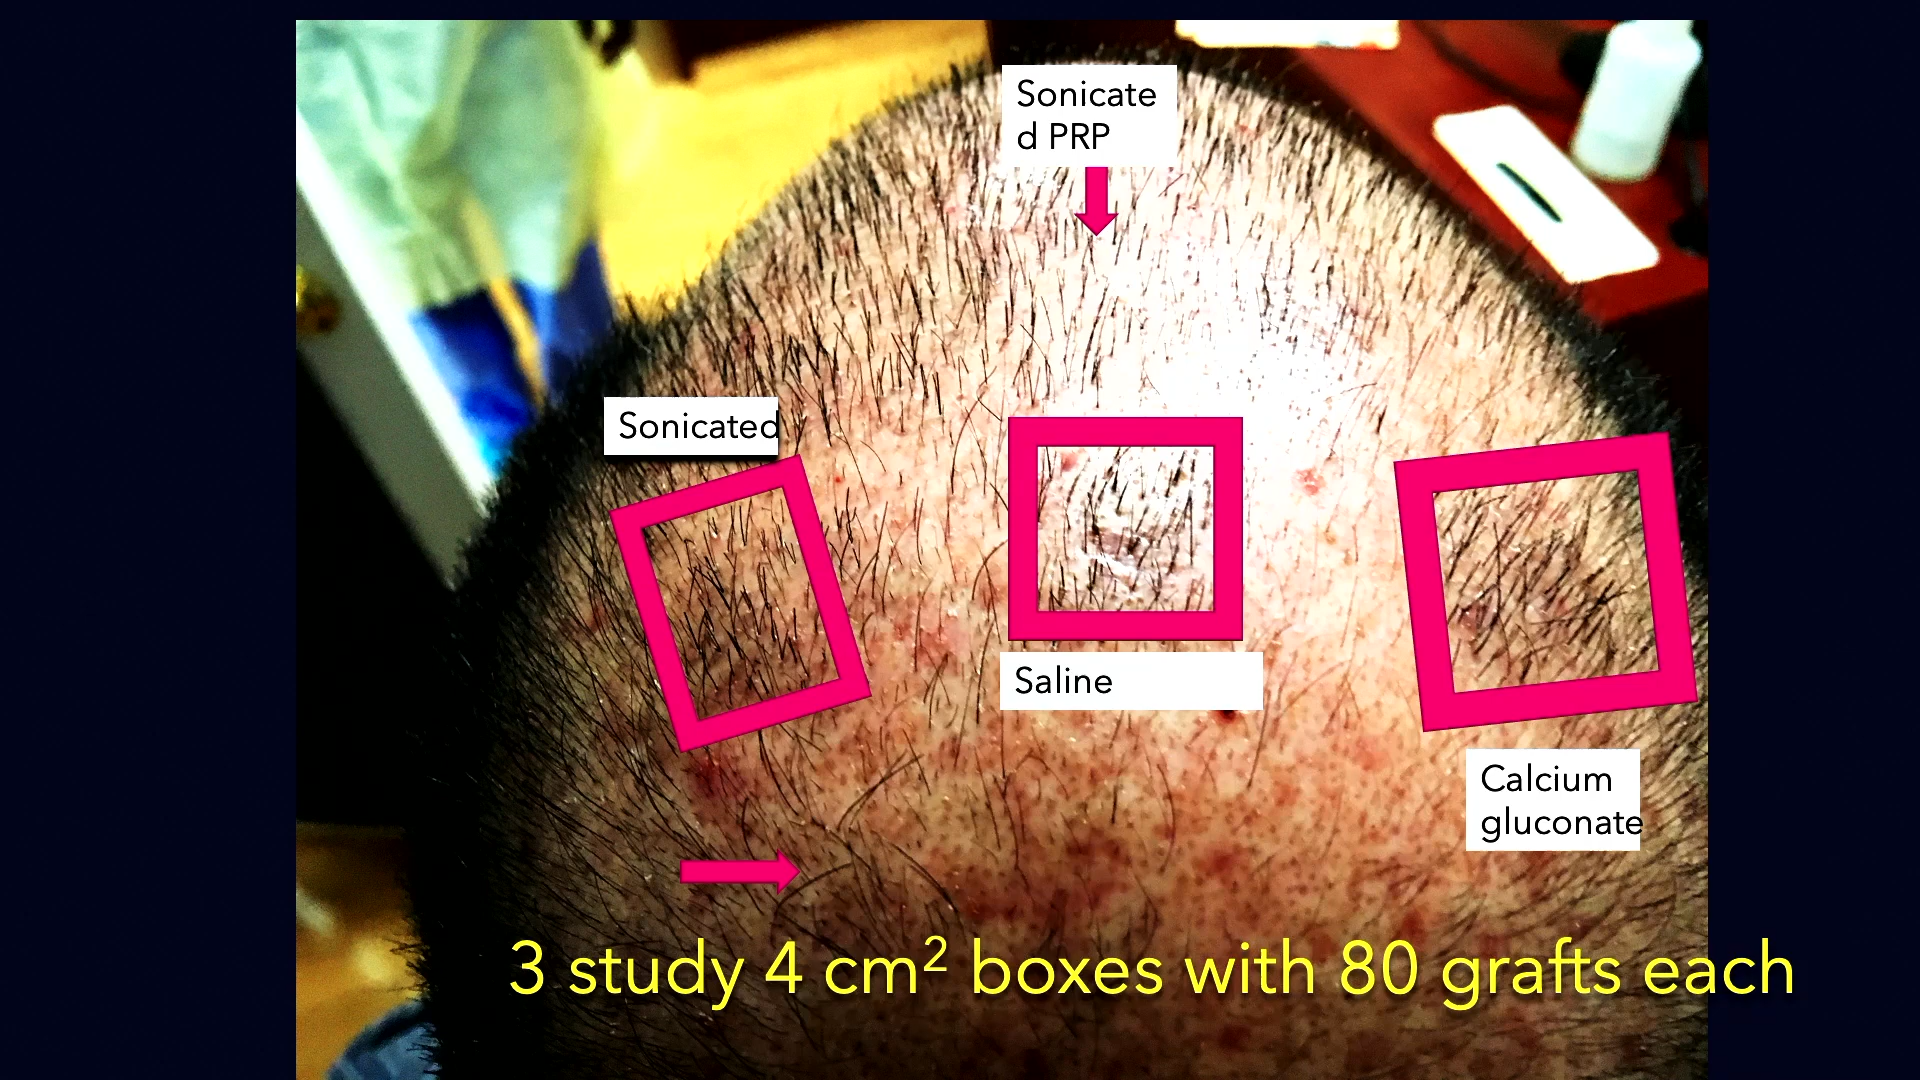 Sonicate
d PRP
Sonicated
Saline
Calcium
gluconate
3 study 4 cm² boxes with 80 grafts each